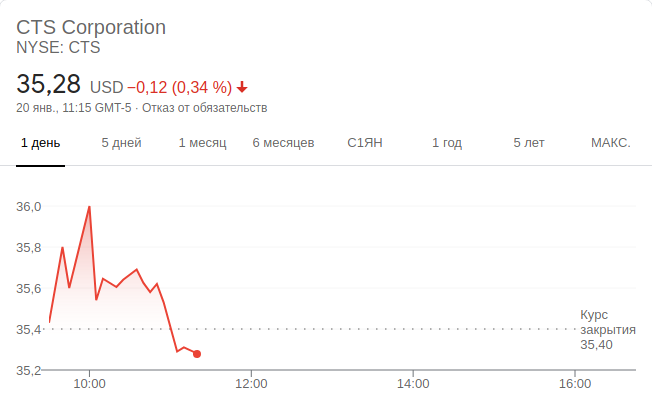 CTS Corporation
NYSE: CTS
35,28 USD −0,12 (0,34 %)
20 янв., 11:15 GMT-5 · Отказ от обязательств
1 день 5 дней 1 месяц 6 месяцев С1ЯН 1 год 5 лет МАКС.
36,0
35,8
35,6
35,4
35,2
Курс
закрытия
35,40
10:00 12:00 14:00 16:00